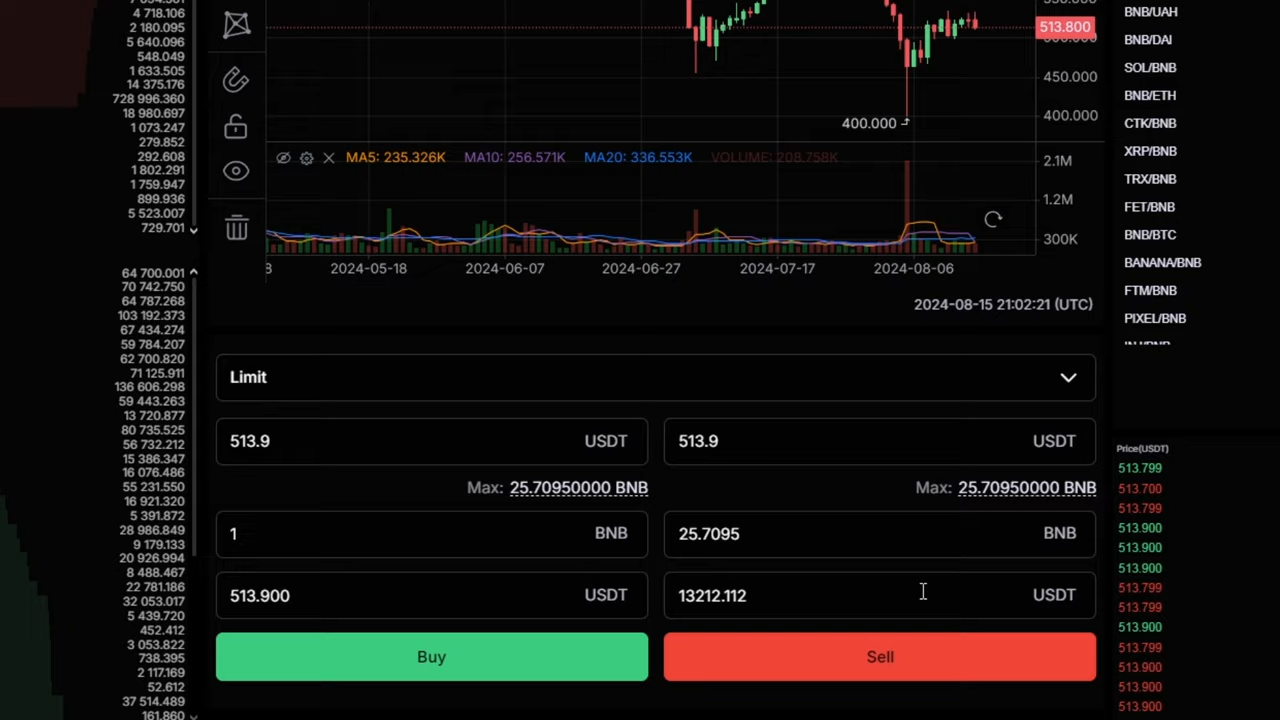 4 718.106
2 180.095
5 640.096
548.049
1 633.505
14 375.176
728 996.360
18 980.697
1 073.247
279.852
292.608
1 802.291
1 759.947
899.936
5 523.007
729.701
64 700.001
70 742.750
64 787.268
103 192.373
67 434.274
59 784.207
62 700.820
71 125.911
136 606.298
59 443.263
13 720.877
80 735.525
56 732.212
15 386.347
16 076.486
55 231.550
16 921.320
5 391.872
28 986.849
9 179.133
20 926.994
8 488.467
22 781.186
32 053.017
5 439.720
452.412
3 053.822
738.395
2 117.169
52.612
37 514.489
161.860
513.800
450.000
400.000
400.000
MA5: 235.326K MA10: 256.571K MA20: 336.553K VOLUME: 208.758K
2.1M
1.2M
300K
8 2024-05-18 2024-06-07 2024-06-27 2024-07-17 2024-08-06
2024-08-15 21:02:21 (UTC)
Limit
513.9 USDT 513.9 USDT
Max: 25.70950000 BNB Max: 25.70950000 BNB
1 BNB 25.7095 BNB
513.900 USDT 13212.112 USDT
Buy Sell
BNB/UAH
BNB/DAI
SOL/BNB
BNB/ETH
CTK/BNB
XRP/BNB
TRX/BNB
FET/BNB
BNB/BTC
BANANA/BNB
FTM/BNB
PIXEL/BNB
Price(USDT)
513.799
513.700
513.799
513.900
513.900
513.900
513.799
513.799
513.900
513.799
513.900
513.900
513.900